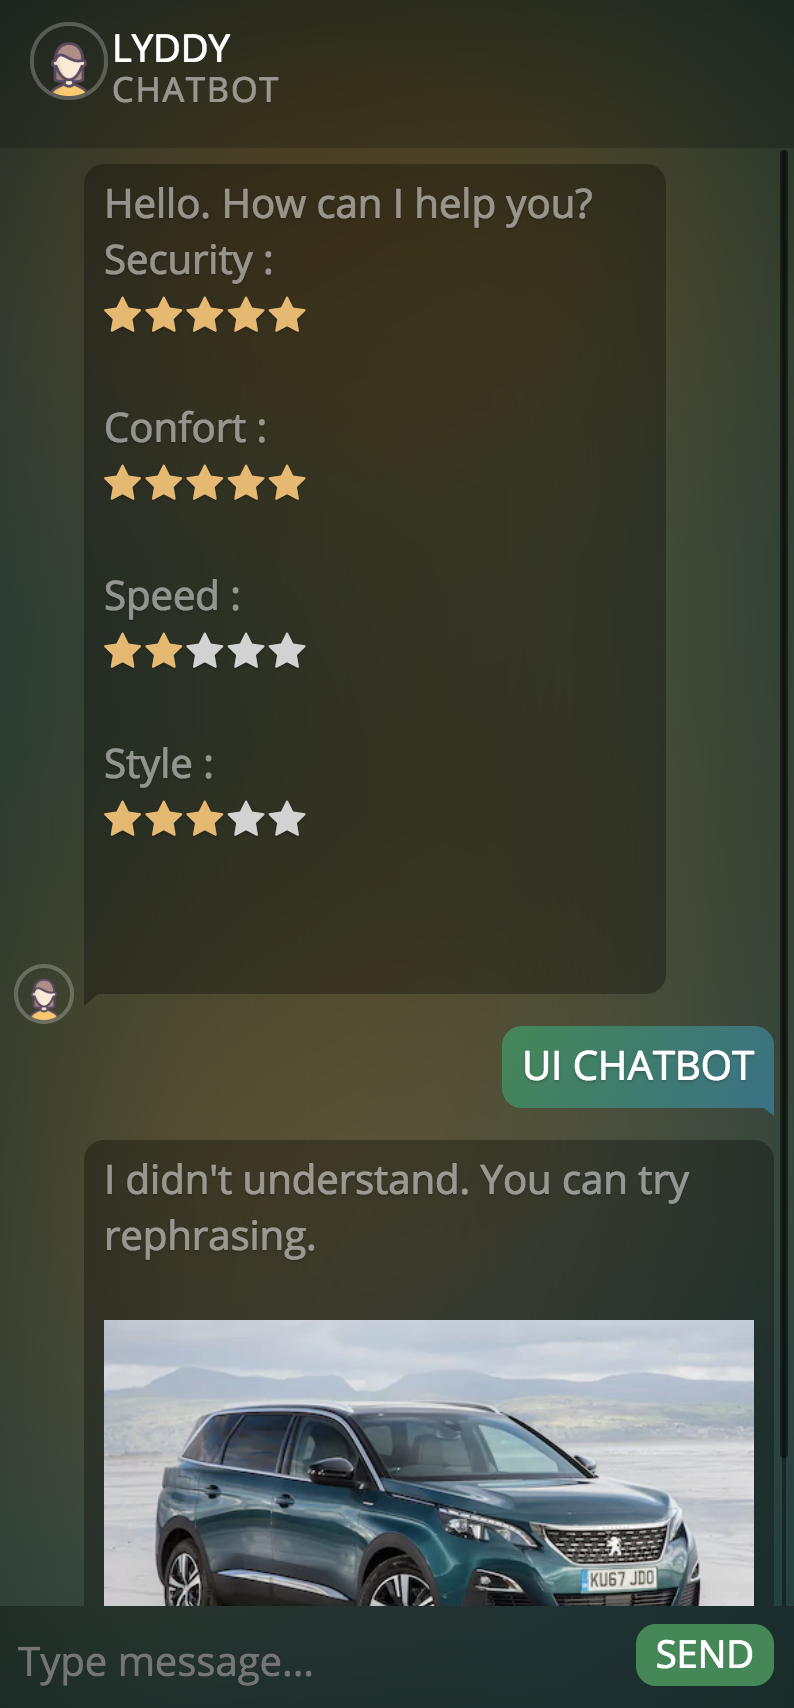 LYDDY
CHATBOT
Hello. How can I help you?
Security :
Confort :
Speed :
Style :
UI CHATBOT
I didn't understand. You can try
rephrasing.
KU67 JDO
Type message...
SEND